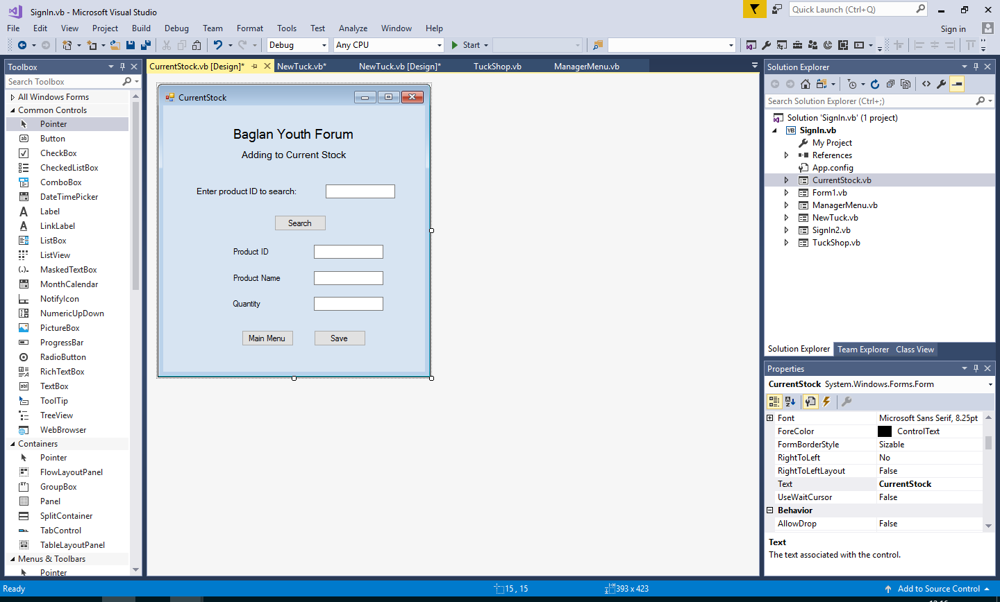 SignIn.vb - Microsoft Visual Studio
Quick Launch (Ctrl+Q)
File Edit View Project Build Debug Team Format Tools Test Analyze Window Help
Sign in
Debug Any CPU Start
Toolbox
Search Toolbox
All Windows Forms
Common Controls
Pointer
Button
CheckBox
CheckedListBox
ComboBox
DateTimePicker
Label
LinkLabel
ListBox
ListView
MaskedTextBox
MonthCalendar
NotifyIcon
NumericUpDown
PictureBox
ProgressBar
RadioButton
RichTextBox
TextBox
ToolTip
TreeView
WebBrowser
Containers
Pointer
FlowLayoutPanel
GroupBox
Panel
SplitContainer
TabControl
TableLayoutPanel
Menus & Toolbars
Pointer
CurrentStock.vb [Design]* NewTuck.vb* NewTuck.vb [Design]* TuckShop.vb ManagerMenu.vb
CurrentStock
Baglan Youth Forum
Adding to Current Stock
Enter product ID to search:
Search
Product ID
Product Name
Quantity
Main Menu Save
Solution Explorer
Search Solution Explorer (Ctrl+;)
Solution 'SignIn.vb' (1 project)
SignIn.vb
My Project
References
App.config
CurrentStock.vb
Form1.vb
ManagerMenu.vb
NewTuck.vb
SignIn2.vb
TuckShop.vb
Solution Explorer Team Explorer Class View
Properties
CurrentStock System.Windows.Forms.Form
Font Microsoft Sans Serif, 8.25pt
ForeColor ControlText
FormBorderStyle Sizable
RightToLeft No
RightToLeftLayout False
Text CurrentStock
UseWaitCursor False
Behavior
AllowDrop False
Text
The text associated with the control.
Ready 15 , 15 393 x 423 Add to Source Control